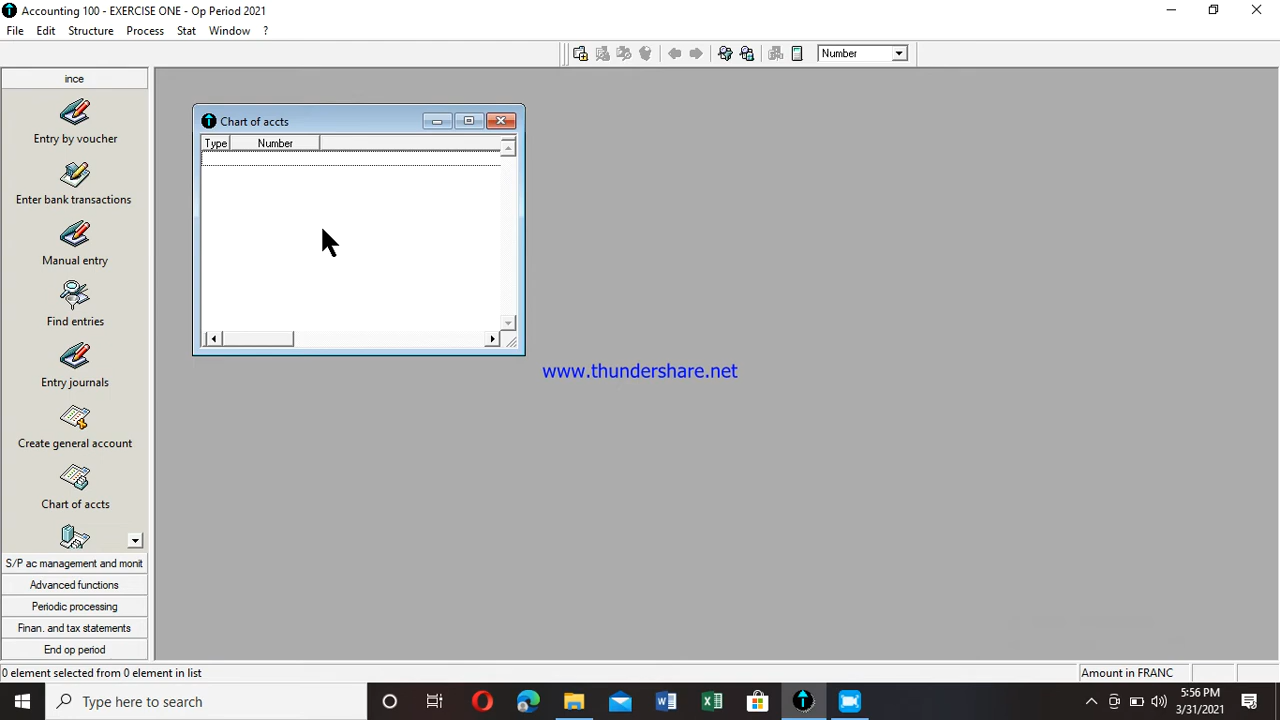 Accounting 100 - EXERCISE ONE - Op Period 2021
File Edit Structure Process Stat Window ?
Number
ince
Entry by voucher
Enter bank transactions
Manual entry
Find entries
Entry journals
Create general account
Chart of accts
S/P ac management and monit
Advanced functions
Periodic processing
Finan. and tax statements
End op period
Chart of accts
Type Number
www.thundershare.net
0 element selected from 0 element in list
Amount in FRANC
Type here to search
5:56 PM
3/31/2021